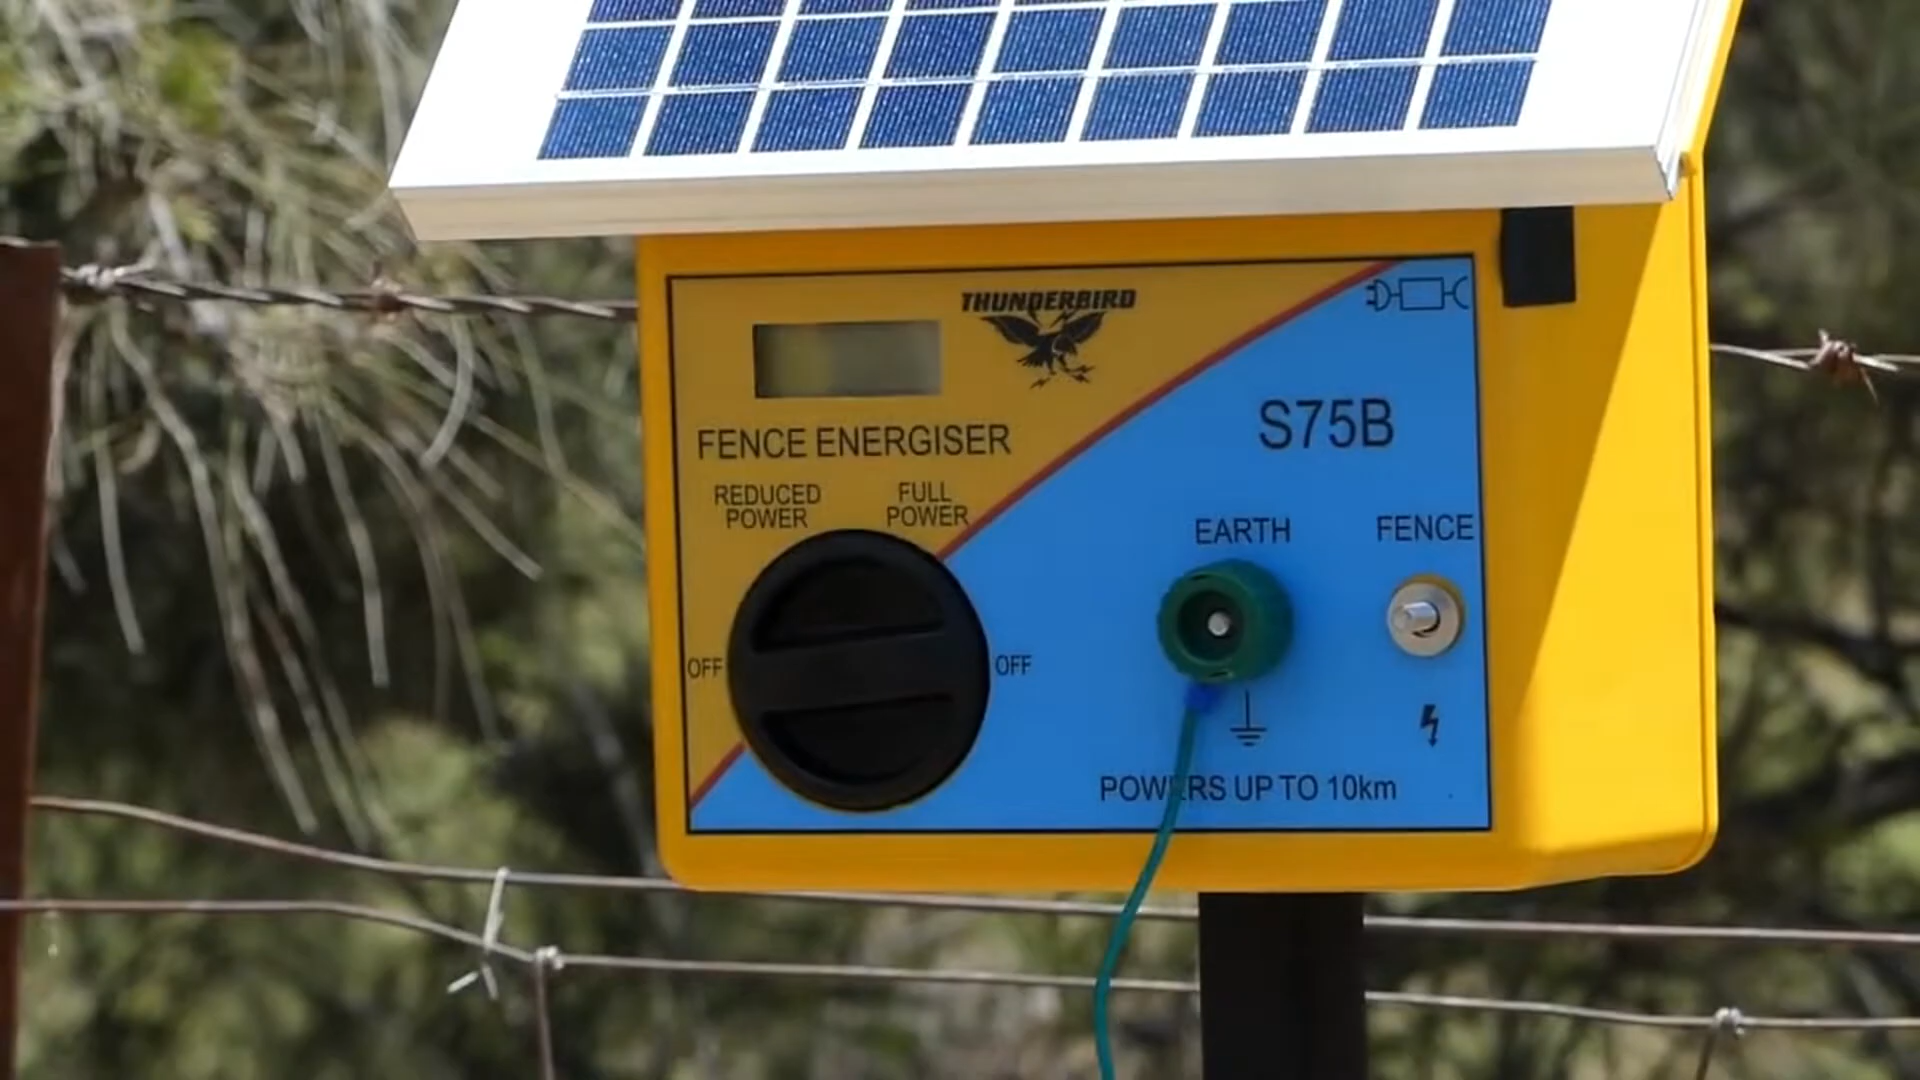 THUNDERBIRD
FENCE ENERGISER
S75B
REDUCED
POWER
FULL
POWER
EARTH
FENCE
OFF
OFF
POWERS UP TO 10km